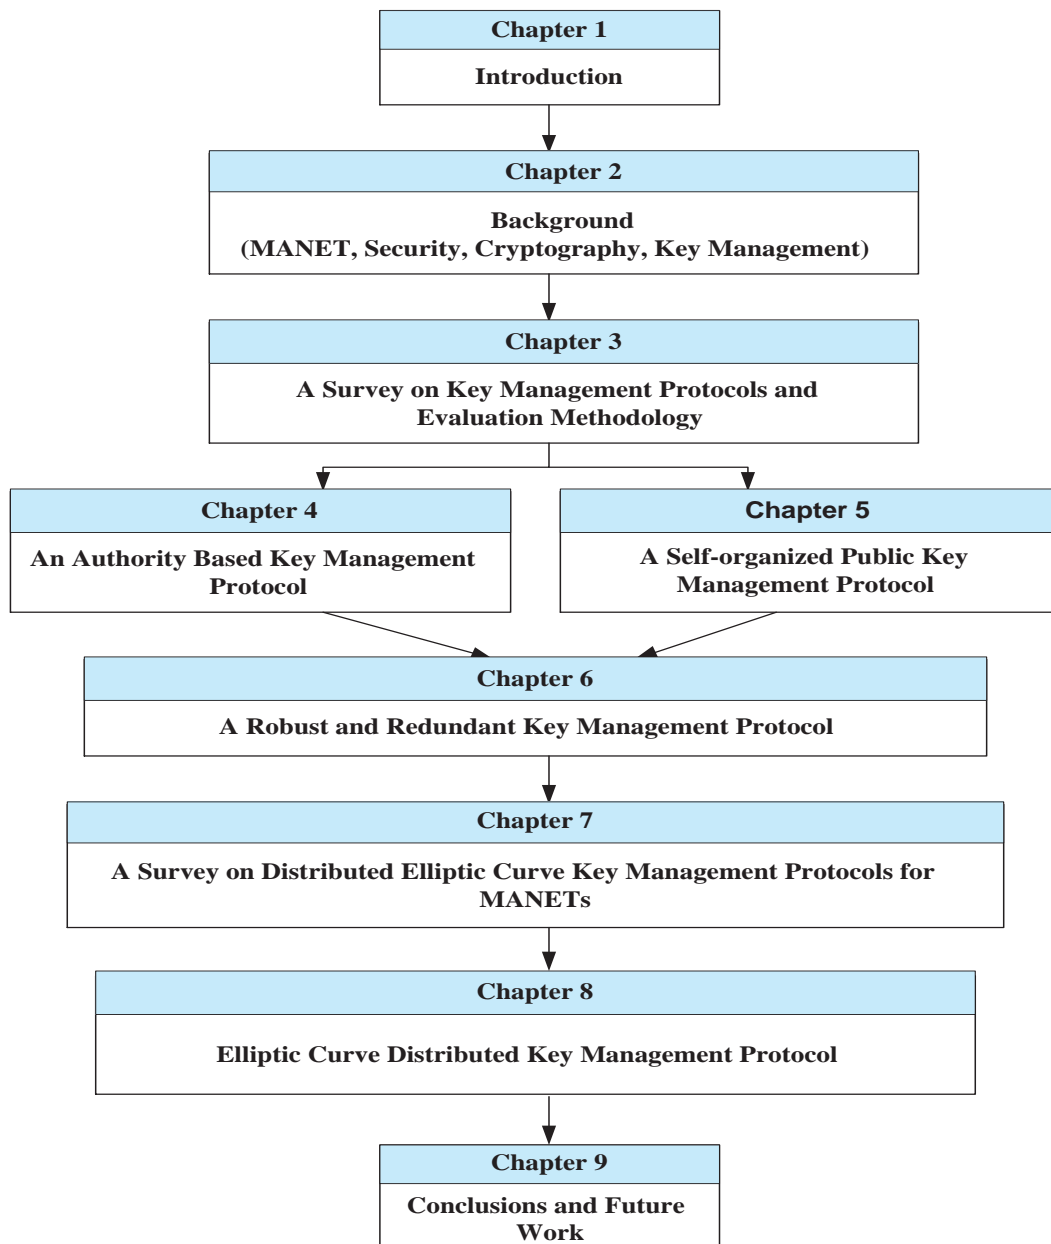 Chapter 1
Introduction
Chapter 2
Background
(MANET, Security, Cryptography, Key Management)
Chapter 3
A Survey on Key Management Protocols and
Evaluation Methodology
Chapter 4
An Authority Based Key Management
Protocol
Chapter 5
A Self-organized Public Key
Management Protocol
Chapter 6
A Robust and Redundant Key Management Protocol
Chapter 7
A Survey on Distributed Elliptic Curve Key Management Protocols for
MANETs
Chapter 8
Elliptic Curve Distributed Key Management Protocol
Chapter 9
Conclusions and Future
Work